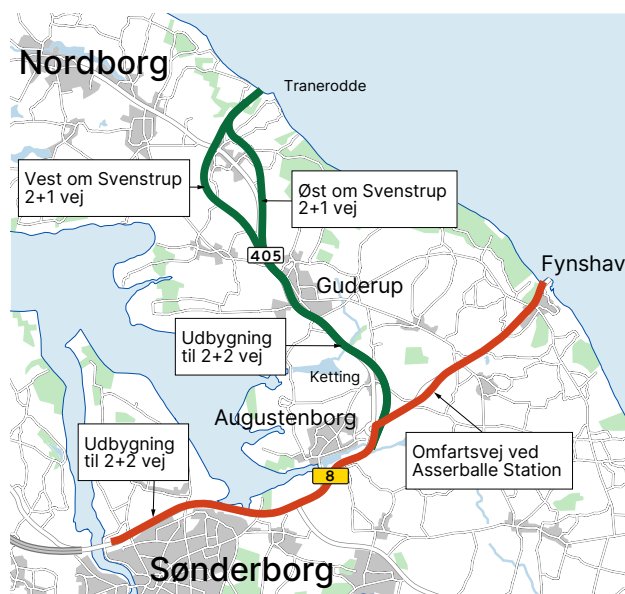 Nordborg
Tranerodde
Vest om Svenstrup
2+1 vej
Øst om Svenstrup
2+1 vej
405
Fynshav
Guderup
Udbygning
til 2+2 vej
Ketting
Augustenborg
Udbygning
til 2+2 vej
Omfartsvej ved
Asserballe Station
8
Sønderborg